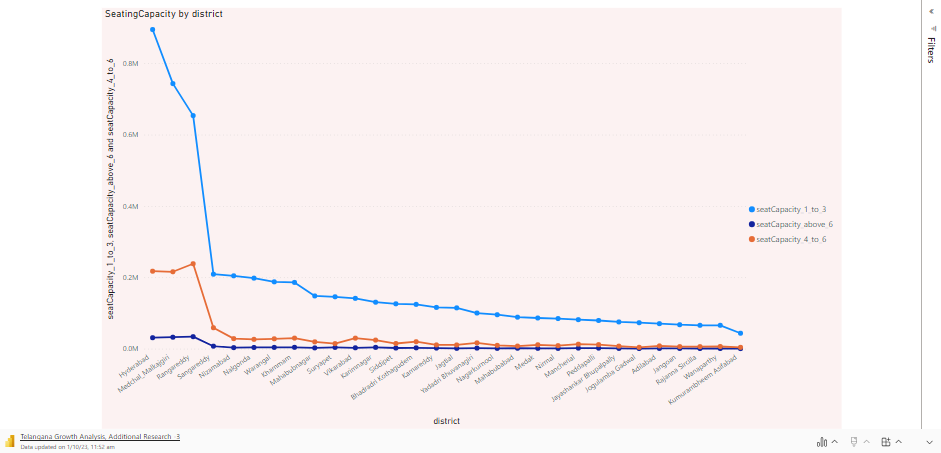 SeatingCapacity by district
seatCapacity_1_to_3, seatCapacity_above_6 and seatCapacity_4_to_6
0.8M
0.6M
0.4M
0.2M
0.0M
Hyderabad
Medchal_Malkajgiri
Rangareddy
Sangareddy
Nizamabad
Nalgonda
Warangal
Khammam
Mahabubnagar
Suryapet
Vikarabad
Karimnagar
Siddipet
Bhadradri Kothagudem
Kamareddy
Jagtial
Yadadri Bhuvanagiri
Nagarkurnool
Mahabubabad
Medak
Nirmal
Mancherial
Peddapalli
Jayashankar Bhupalpally
Jogulamba Gadwal
Adilabad
Jangoan
Rajanna Sircilla
Wanaparthy
Kumurambheem Asifabad
district
seatCapacity_1_to_3
seatCapacity_above_6
seatCapacity_4_to_6
Filters
Telangana Growth Analysis, Additional Research -3
Data updated on 1/10/23, 11:52 am